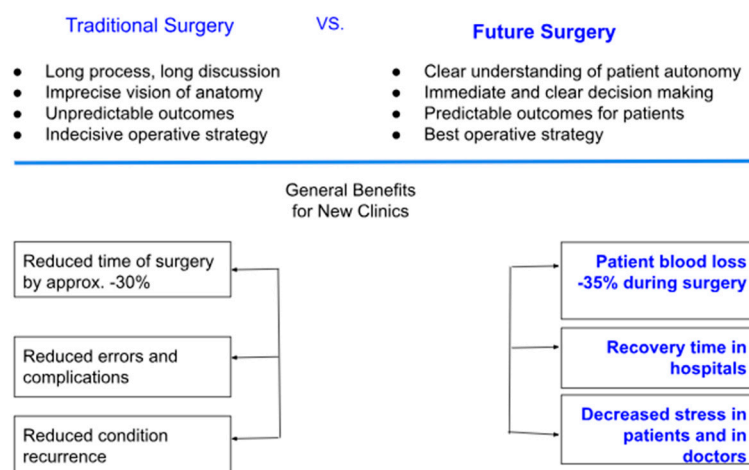 Traditional Surgery
VS.
Future Surgery
● Long process, long discussion
● Imprecise vision of anatomy
● Unpredictable outcomes
● Indecisive operative strategy
● Clear understanding of patient autonomy
● Immediate and clear decision making
● Predictable outcomes for patients
● Best operative strategy
General Benefits
for New Clinics
Reduced time of surgery
by approx. -30%
Reduced errors and
complications
Reduced condition
recurrence
Patient blood loss
-35% during surgery
Recovery time in
hospitals
Decreased stress in
patients and in
doctors